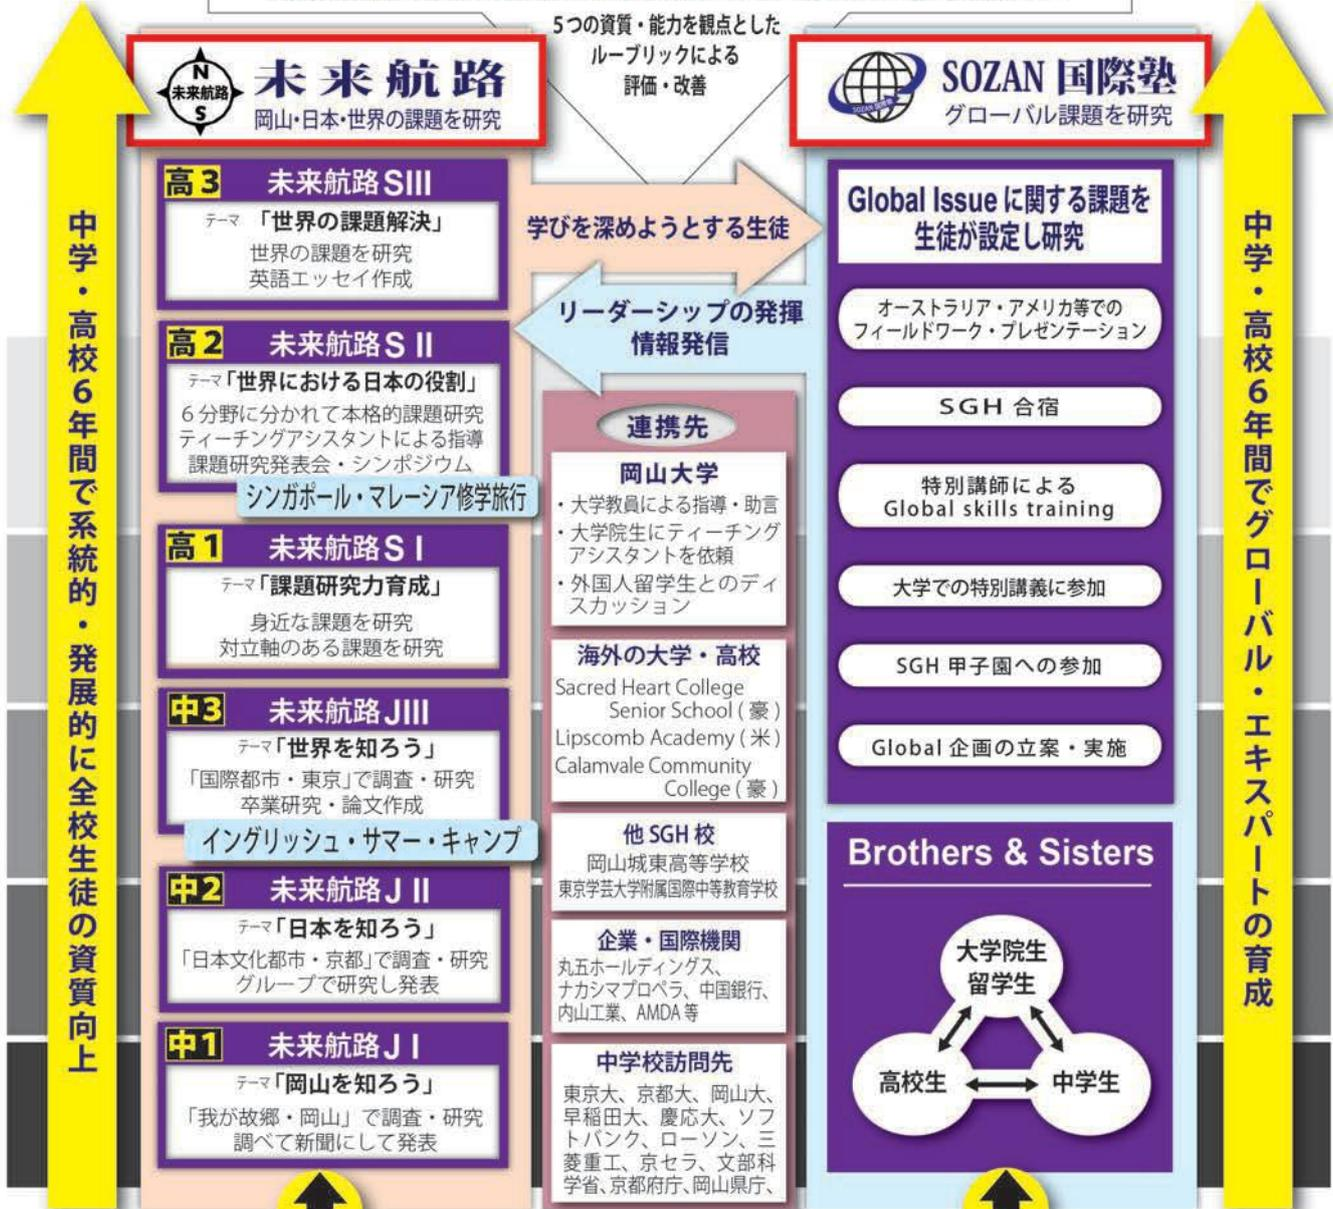 5つの資質・能力を観点とした
ルーブリックによる
評価・改善
中学・高校6年間で系統的・発展的に全校生徒の資質向上
N
未来航路
S
未来航路
岡山・日本・世界の課題を研究
高3 未来航路SIII
テーマ「世界の課題解決」
世界の課題を研究
英語エッセイ作成
高2 未来航路S II
テーマ「世界における日本の役割」
6分野に分かれて本格的課題研究
ティーチングアシスタントによる指導
課題研究発表会・シンポジウム
シンガポール・マレーシア修学旅行
高1 未来航路S I
テーマ「課題研究力育成」
身近な課題を研究
対立軸のある課題を研究
中3 未来航路JIII
テーマ「世界を知ろう」
「国際都市・東京」で調査・研究
卒業研究・論文作成
イングリッシュ・サマー・キャンプ
中2 未来航路J II
テーマ「日本を知ろう」
「日本文化都市・京都」で調査・研究
グループで研究し発表
中1 未来航路J I
テーマ「岡山を知ろう」
「我が故郷・岡山」で調査・研究
調べて新聞にして発表
学びを深めようとする生徒
リーダーシップの発揮
情報発信
連携先
岡山大学
・大学教員による指導・助言
・大学院生にティーチング
アシスタントを依頼
・外国人留学生とのディ
スカッション
海外の大学・高校
Sacred Heart College
Senior School ( 豪 )
Lipscomb Academy ( 米 )
Calamvale Community
College ( 豪 )
他 SGH 校
岡山城東高等学校
東京学芸大学附属国際中等教育学校
企業・国際機関
丸五ホールディングス、
ナカシマプロペラ、中国銀行、
内山工業、AMDA 等
中学校訪問先
東京大、京都大、岡山大、
早稲田大、慶応大、ソフ
トバンク、ローソン、三
菱重工、京セラ、文部科
学省、京都府庁、岡山県庁、
SOZAN 国際塾
SOZAN 国際塾
グローバル課題を研究
Global Issue に関する課題を
生徒が設定し研究
オーストラリア・アメリカ等での
フィールドワーク・プレゼンテーション
SGH 合宿
特別講師による
Global skills training
大学での特別講義に参加
SGH 甲子園への参加
Global 企画の立案・実施
Brothers & Sisters
大学院生
留学生
高校生
中学生
中学・高校6年間でグローバル・エキスパートの育成